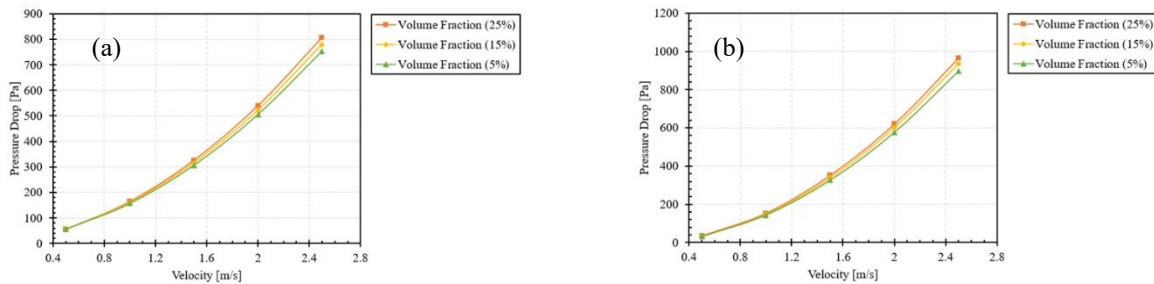 (a)
Pressure Drop [Pa]
900
800
700
600
500
400
300
200
100
0
0.4 0.8 1.2 1.6 2 2.4 2.8
Velocity [m/s]
Volume Fraction (25%)
Volume Fraction (15%)
Volume Fraction (5%)
(b)
Pressure Drop [Pa]
1200
1000
800
600
400
200
0
0.4 0.8 1.2 1.6 2 2.4 2.8
Velocity [m/s]
Volume Fraction (25%)
Volume Fraction (15%)
Volume Fraction (5%)